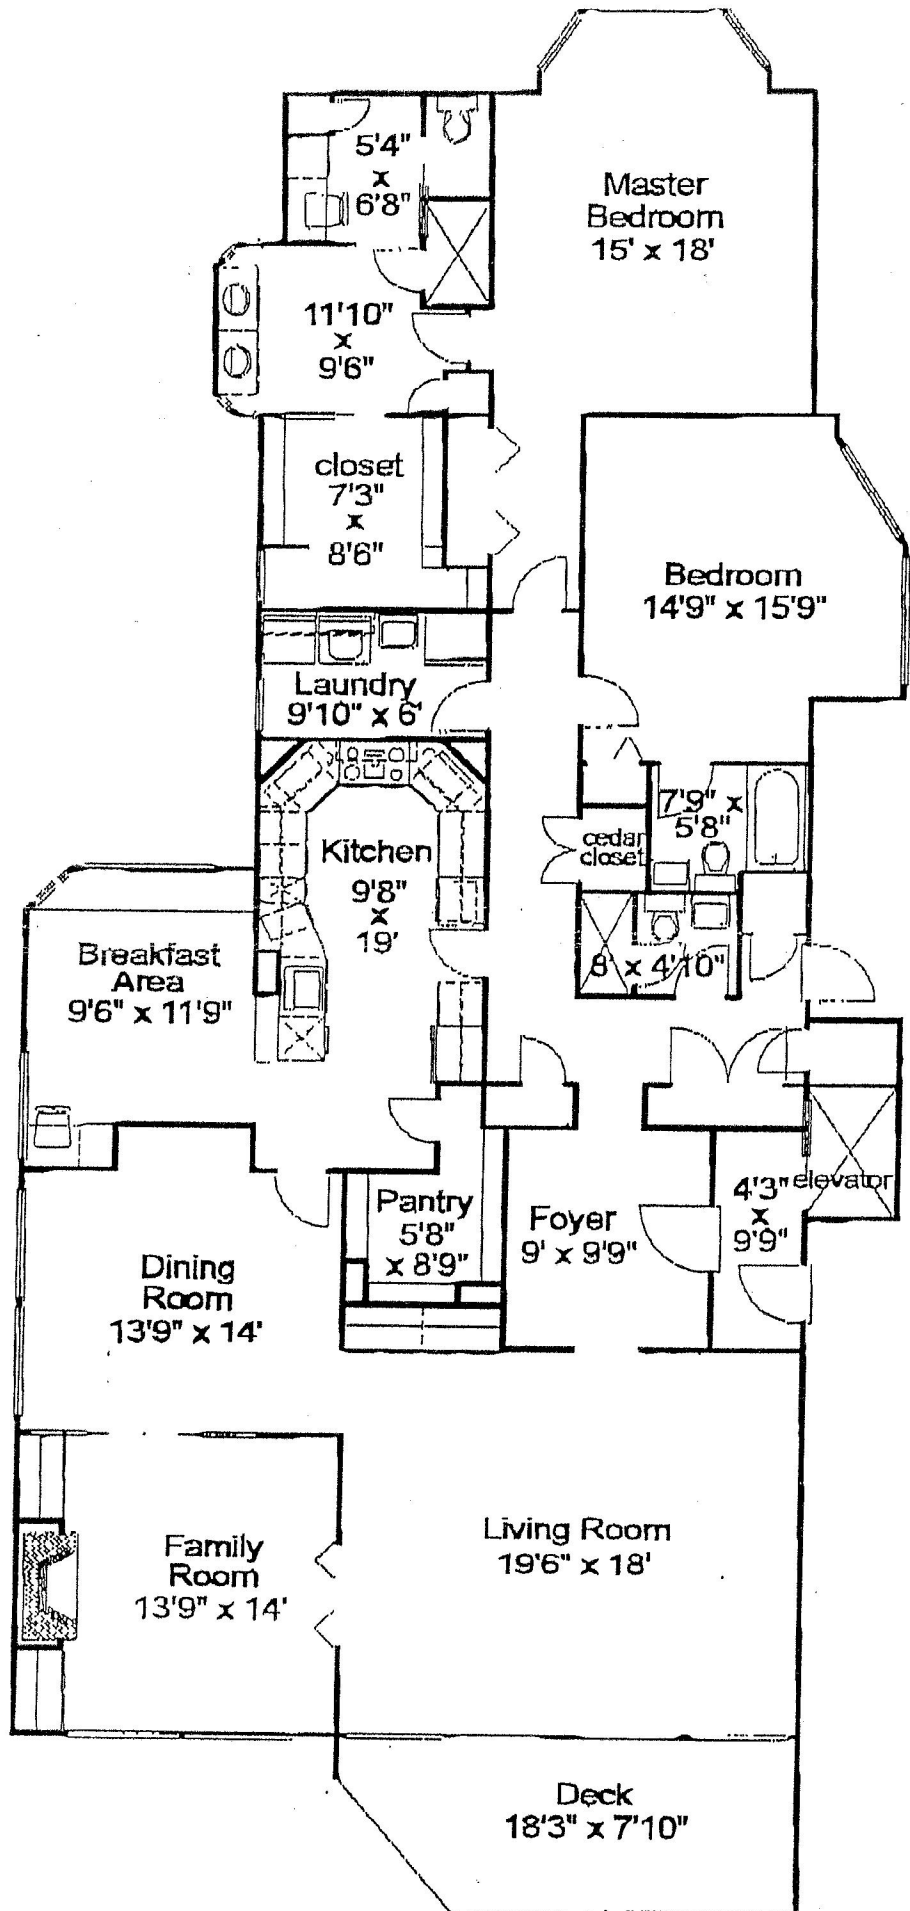 5'4"
x
6'8"
Master
Bedroom
15' x 18'
11'10"
x
9'6"
closet
7'3"
x
8'6"
Bedroom
14'9" x 15'9"
Laundry
9'10" x 6'
7'9" x
5'8"
cedar
closet
Kitchen
9'8"
x
19'
Breakfast
Area
9'6" x 11'9"
8' x 4'10"
elevator
4'3"
x
9'9"
Pantry
5'8"
x 8'9"
Foyer
9' x 9'9"
Dining
Room
13'9" x 14'
Living Room
19'6" x 18'
Family
Room
13'9" x 14'
Deck
18'3" x 7'10"